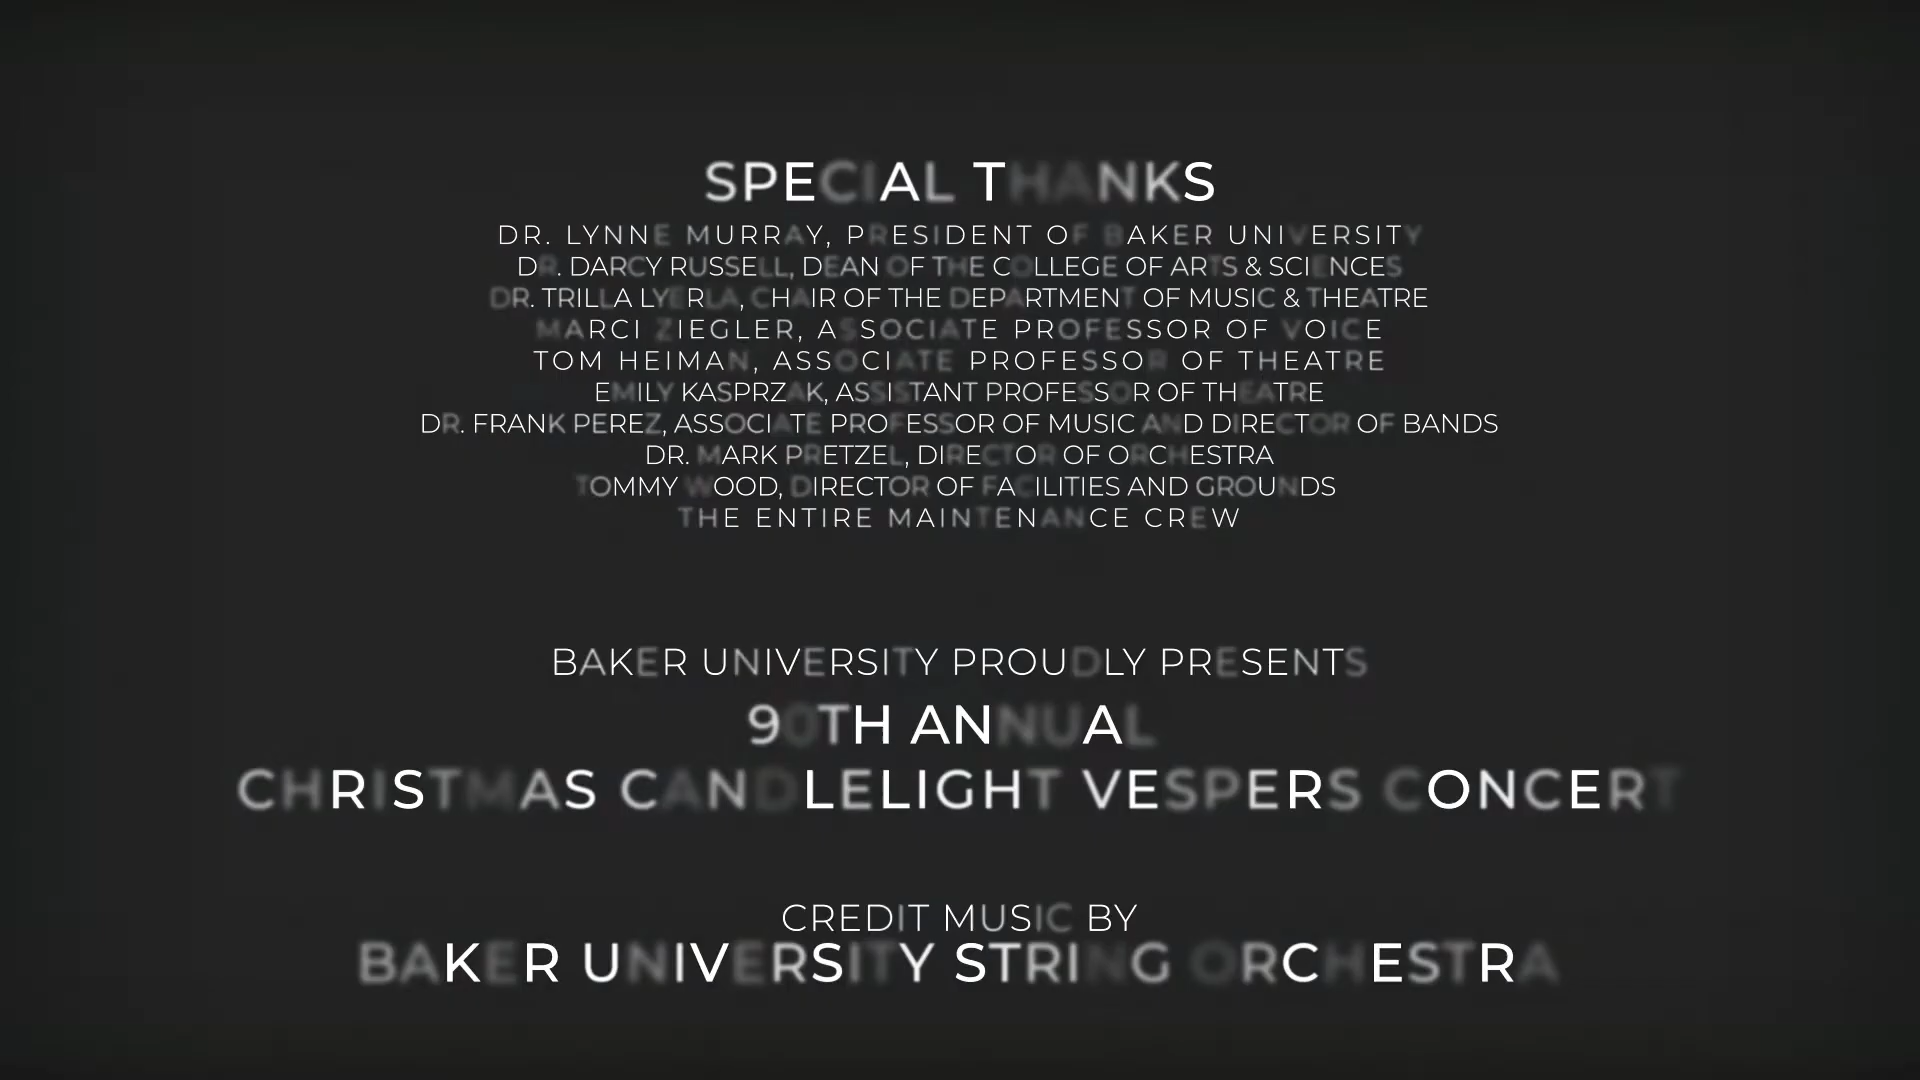 SPECIAL THANKS
DR. LYNNE MURRAY, PRESIDENT OF BAKER UNIVERSITY
DR. DARCY RUSSELL, DEAN OF THE COLLEGE OF ARTS & SCIENCES
DR. TRILLA LYERLA, CHAIR OF THE DEPARTMENT OF MUSIC & THEATRE
MARCI ZIEGLER, ASSOCIATE PROFESSOR OF VOICE
TOM HEIMAN, ASSOCIATE PROFESSOR OF THEATRE
EMILY KASPRZAK, ASSISTANT PROFESSOR OF THEATRE
DR. FRANK PEREZ, ASSOCIATE PROFESSOR OF MUSIC AND DIRECTOR OF BANDS
DR. MARK PRETZEL, DIRECTOR OF ORCHESTRA
TOMMY WOOD, DIRECTOR OF FACILITIES AND GROUNDS
THE ENTIRE MAINTENANCE CREW
BAKER UNIVERSITY PROUDLY PRESENTS
90TH ANNUAL
CHRISTMAS CANDLELIGHT VESPERS CONCERT
CREDIT MUSIC BY
BAKER UNIVERSITY STRING ORCHESTRA